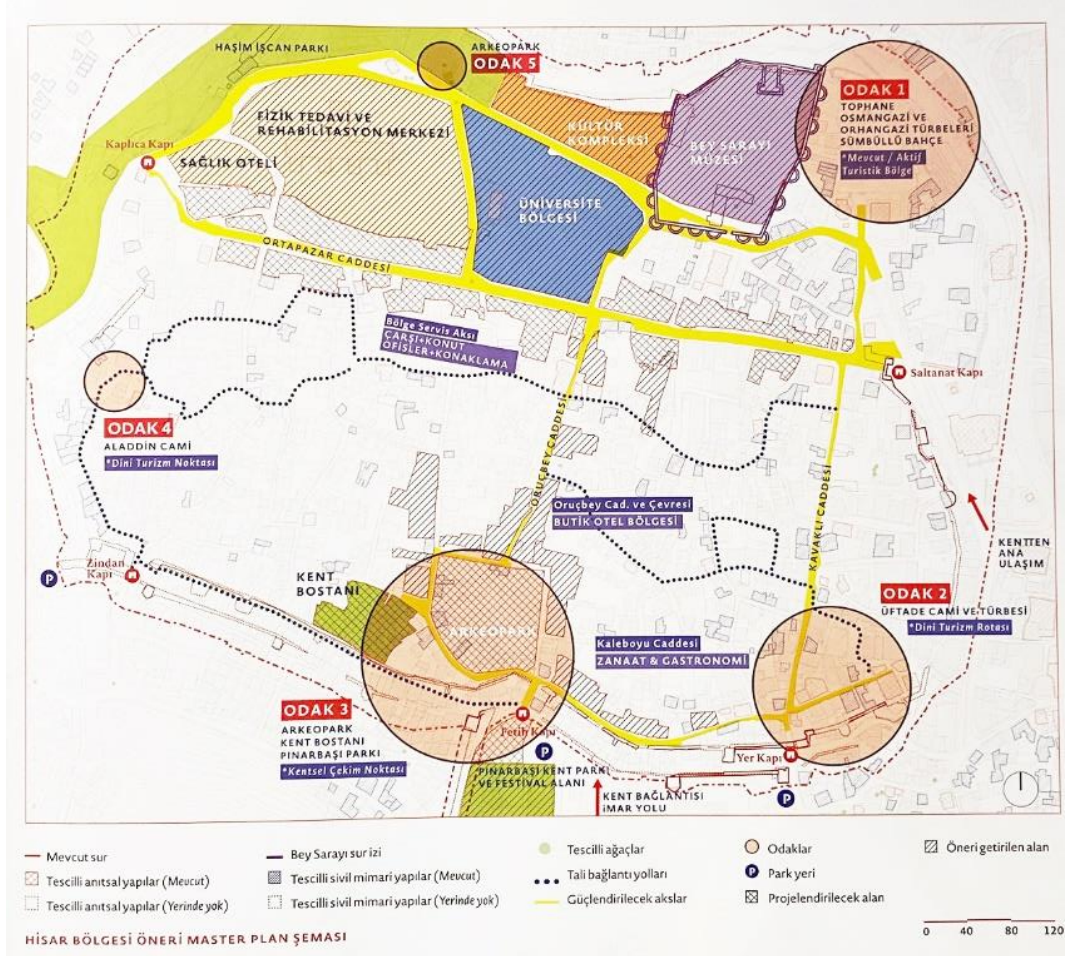 HAŞİM İŞCAN PARKI
ARKEOPARK
ODAK 5
ODAK 1
TOPHANE
OSMANGAZİ VE
ORHANGAZİ TÜRBELERİ
SÜMBÜLLÜ BAHÇE
*Mevcut / Aktif
Turistik Bölge
FİZİK TEDAVİ VE
REHABİLİTASYON MERKEZİ
KÜLTÜR
KOMPLEKSİ
BEY SARAYI
MÜZESİ
Kaplıca Kapı
SAĞLIK OTELİ
ÜNİVERSİTE
BÖLGESİ
ORTAPAZAR CADDESİ
Bölge Servis Aksı
ÇARŞI+KONUT
OFİSLER+KONAKLAMA
Saltanat Kapı
ODAK 4
ALADDİN CAMİ
*Dini Turizm Noktası
ORUÇBEY CADDESİ
KAVAKLI CADDESİ
Oruçbey Cad. ve Çevresi
BUTİK OTEL BÖLGESİ
KENTTEN
ANA
ULAŞIM
Zindan
Kapı
P
KENT
BOSTANI
ODAK 2
ÜFTADE CAMİ VE TÜRBESİ
*Dini Turizm Rotası
ARKEOPARK
Kaleboyu Caddesi
ZANAAT & GASTRONOMİ
ODAK 3
ARKEOPARK
KENT BOSTANI
PINARBAŞI PARKI
*Kentsel Çekim Noktası
Fetih Kapı
P
Yer Kapı
PINARBAŞI KENT PARKI
VE FESTİVAL ALANI
KENT BAĞLANTISI
İMAR YOLU
P
Mevcut sur
Tescilli anıtsal yapılar (Mevcut)
Tescilli anıtsal yapılar (Yerinde yok)
Bey Sarayı sur izi
Tescilli sivil mimari yapılar (Mevcut)
Tescilli sivil mimari yapılar (Yerinde yok)
Tescilli ağaçlar
Tali bağlantı yolları
Güçlendirilecek akslar
Odaklar
P Park yeri
Projelendirilecek alan
Öneri getirilen alan
HİSAR BÖLGESİ ÖNERİ MASTER PLAN ŞEMASI
0 40 80 120